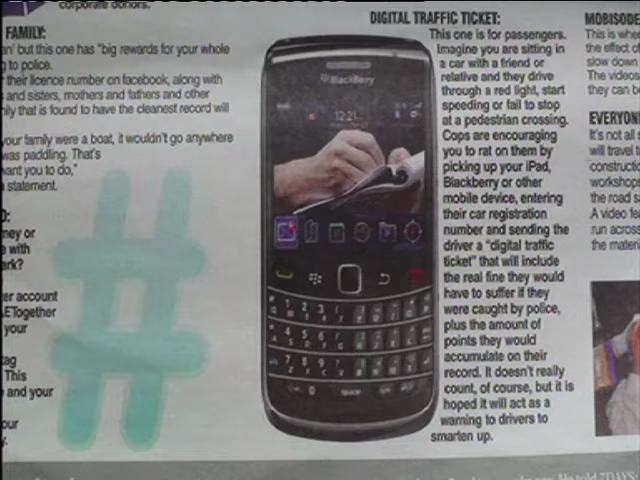 corporate donors.
FAMILY:
an' but this one has "big rewards for your whole
g to police.
their licence number on facebook, along with
and sisters, mothers and fathers and other
ily that is found to have the cleanest record will
your family were a boat, it wouldn't go anywhere
was paddling. That's
want you to do,"
statement.
D:
ney or
e with
ark?
er account
ETogether
your
tag
This
and your
our
y.
#
BlackBerry
12:21
DIGITAL TRAFFIC TICKET:
This one is for passengers.
Imagine you are sitting in
a car with a friend or
relative and they drive
through a red light, start
speeding or fail to stop
at a pedestrian crossing.
Cops are encouraging
you to rat on them by
picking up your iPad,
Blackberry or other
mobile device, entering
their car registration
number and sending the
driver a "digital traffic
ticket" that will include
the real fine they would
have to suffer if they
were caught by police,
plus the amount of
points they would
accumulate on their
record. It doesn't really
count, of course, but it is
hoped it will act as a
warning to drivers to
smarten up.
MOBISODE
This is whe
the effect o
slow down
The videos
they can b
EVERYON
It's not all
will travel t
constructio
workshop
the road sa
A video fe
run across
the materi